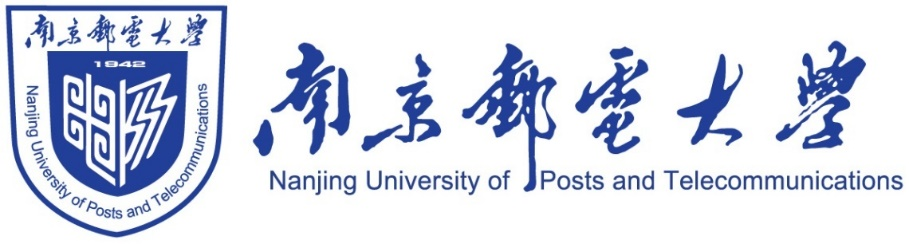 南京郵電大學
1942
Nanjing University of Posts and Telecommunications
南京郵電大學
Nanjing University of Posts and Telecommunications